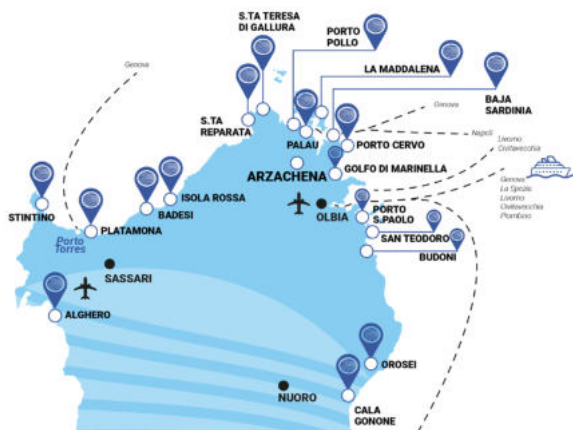 S.TA TERESA
DI GALLURA
PORTO
POLLO
LA MADDALENA
BAJA
SARDINIA
Genova
S.TA
REPARATA
PALAU
PORTO CERVO
Genova
Napoli
Livorno
Civitavecchia
ARZACHENA
GOLFO DI MARINELLA
Genova
La Spezia
Livorno
Civitavecchia
Piombino
STINTINO
ISOLA ROSSA
BADESI
PLATAMONA
Porto
Torres
OLBIA
PORTO
S.PAOLO
SAN TEODORO
BUDONI
SASSARI
ALGHERO
OROSEI
NUORO
CALA
GONONE